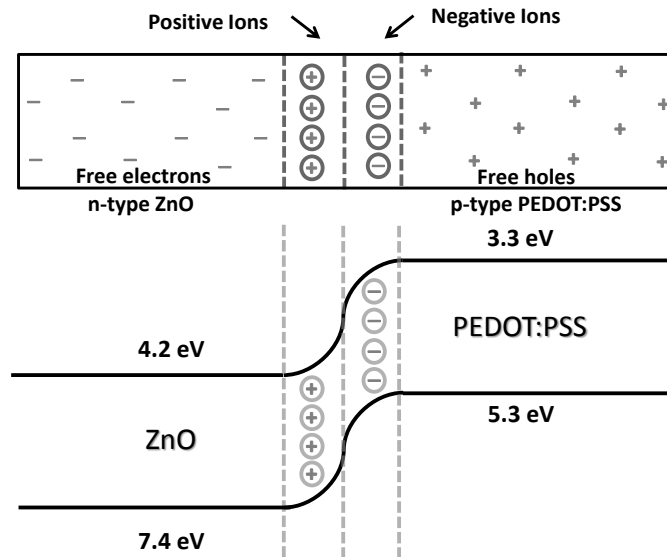 Positive Ions
Negative Ions
Free electrons
Free holes
n-type ZnO
p-type PEDOT:PSS
3.3 eV
PEDOT:PSS
4.2 eV
5.3 eV
ZnO
7.4 eV